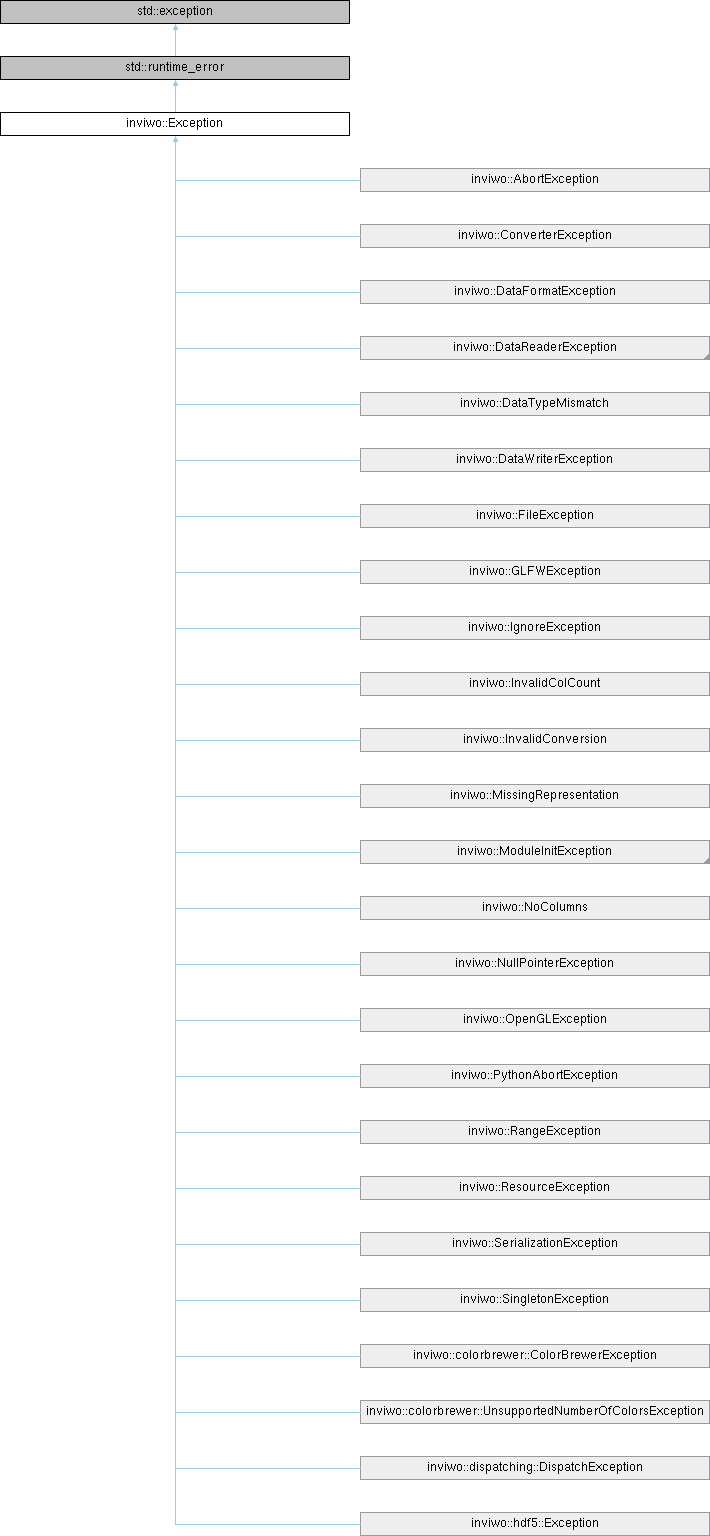 std::exception
std::runtime_error
inviwo::Exception
inviwo::AbortException
inviwo::ConverterException
inviwo::DataFormatException
inviwo::DataReaderException
inviwo::DataTypeMismatch
inviwo::DataWriterException
inviwo::FileException
inviwo::GLFWException
inviwo::IgnoreException
inviwo::InvalidColCount
inviwo::InvalidConversion
inviwo::MissingRepresentation
inviwo::ModuleInitException
inviwo::NoColumns
inviwo::NullPointerException
inviwo::OpenGLException
inviwo::PythonAbortException
inviwo::RangeException
inviwo::ResourceException
inviwo::SerializationException
inviwo::SingletonException
inviwo::colorbrewer::ColorBrewerException
inviwo::colorbrewer::UnsupportedNumberOfColorsException
inviwo::dispatching::DispatchException
inviwo::hdf5::Exception